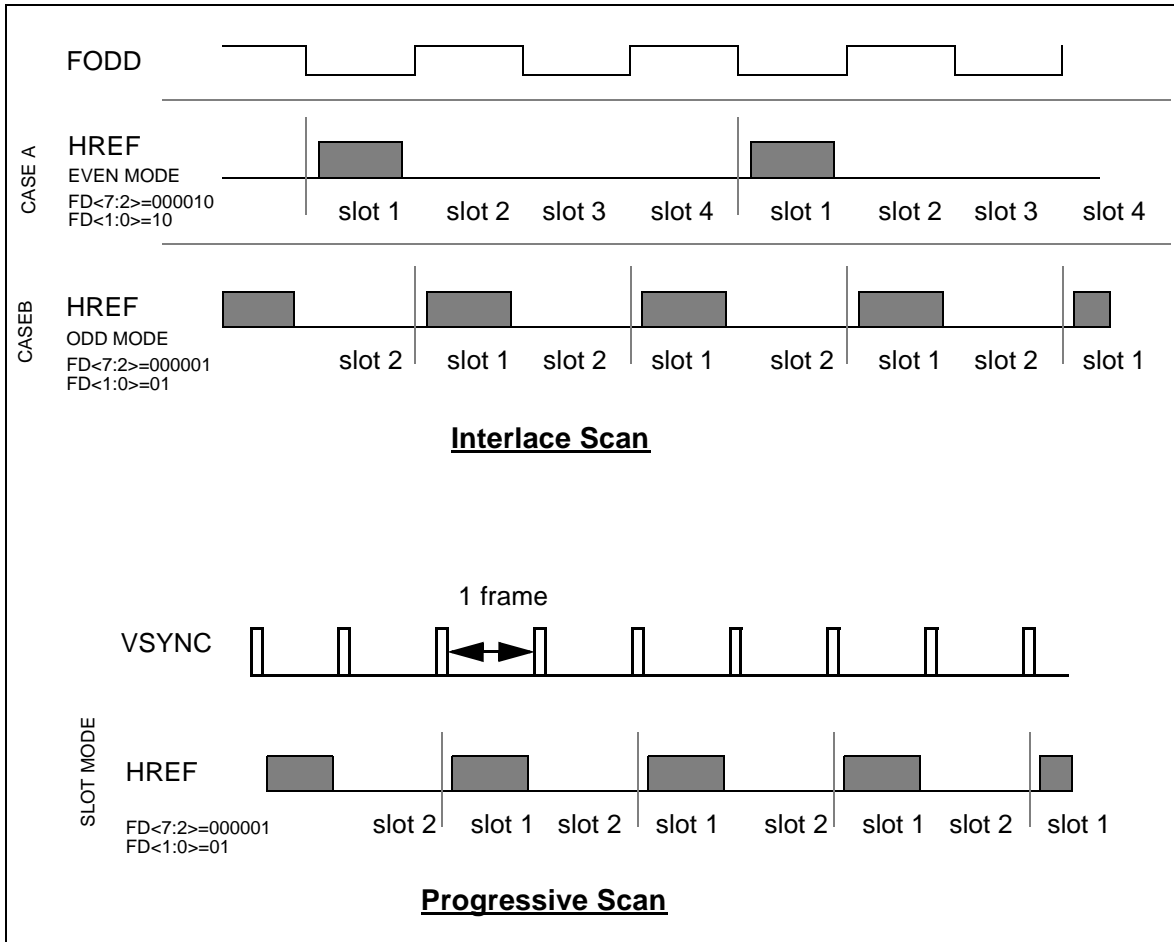 FODD
CASE A
HREF
EVEN MODE
FD<7:2>=000010
FD<1:0>=10
slot 1 slot 2 slot 3 slot 4 slot 1 slot 2 slot 3 slot 4
CASEB
HREF
ODD MODE
FD<7:2>=000001
FD<1:0>=01
slot 2 slot 1 slot 2 slot 1 slot 2 slot 1 slot 2 slot 1
Interlace Scan
1 frame
VSYNC
SLOT MODE
HREF
FD<7:2>=000001
FD<1:0>=01
slot 2 slot 1 slot 2 slot 1 slot 2 slot 1 slot 2 slot 1
Progressive Scan